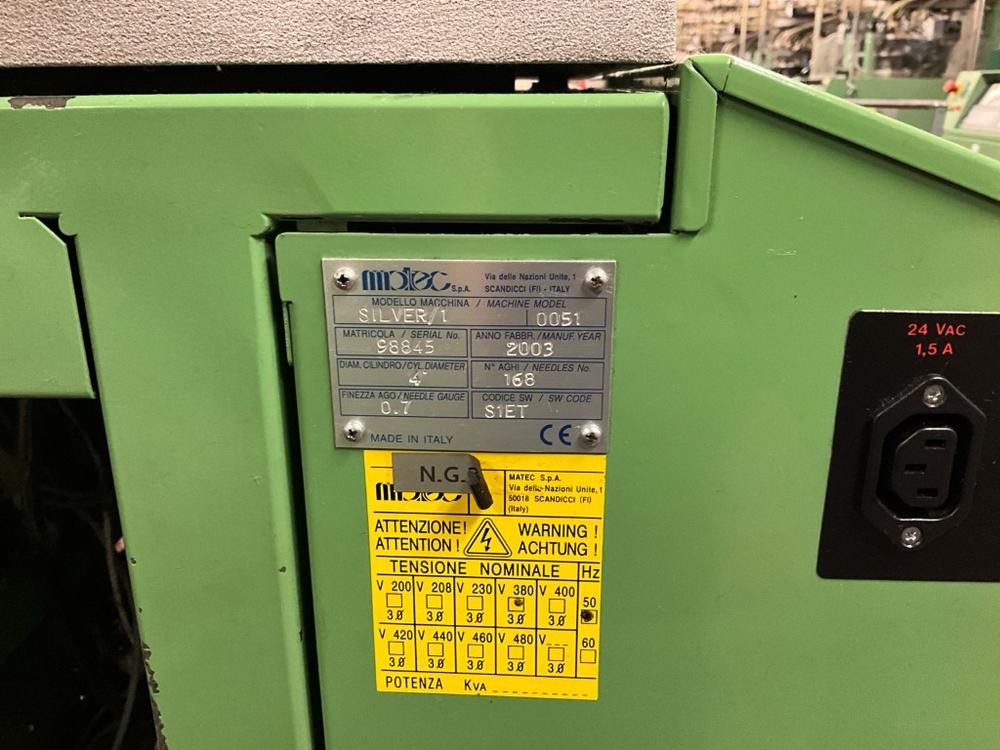 matec S.p.A. Via delle Nazioni Unite, 1
SCANDICCI (FI) - ITALY
MODELLO MACCHINA / MACHINE MODEL
SILVER/1 0051
MATRICOLA / SERIAL No. ANNO FABBR./MANUF.YEAR
98845 2003
DIAM. CILINDRO/CYL.DIAMETER N° AGHI / NEEDLES No.
4" 168
FINEZZA AGO / NEEDLE GAUGE CODICE SW / SW CODE
0.7 S1ET
MADE IN ITALY CE
24 VAC
1,5 A
N.G.
matec
MATEC S.p.A.
Via delle Nazioni Unite, 1
50018 SCANDICCI (FI)
(Italy)
ATTENZIONE! WARNING !
ATTENTION ! ACHTUNG !
TENSIONE NOMINALE Hz
V 200 V 208 V 230 V 380 V 400 50
3Ø 3Ø 3Ø 3Ø 3Ø
V 420 V 440 V 460 V 480 V___ 60
3Ø 3Ø 3Ø 3Ø 3Ø
POTENZA KVA _ _ _ _ _ _ _ _ _ _